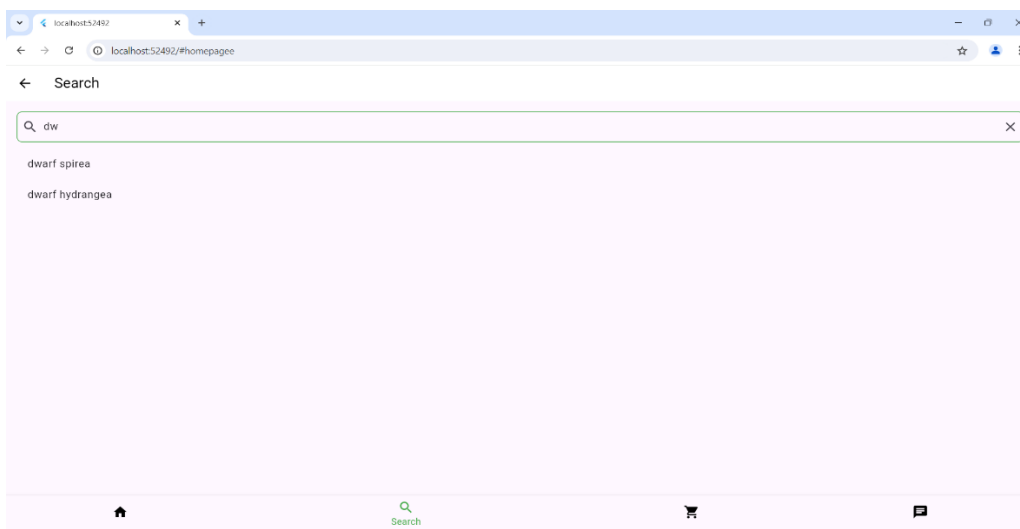 localhost:52492
localhost:52492/#homepagee
Search
dw
dwarf spirea
dwarf hydrangea
Search